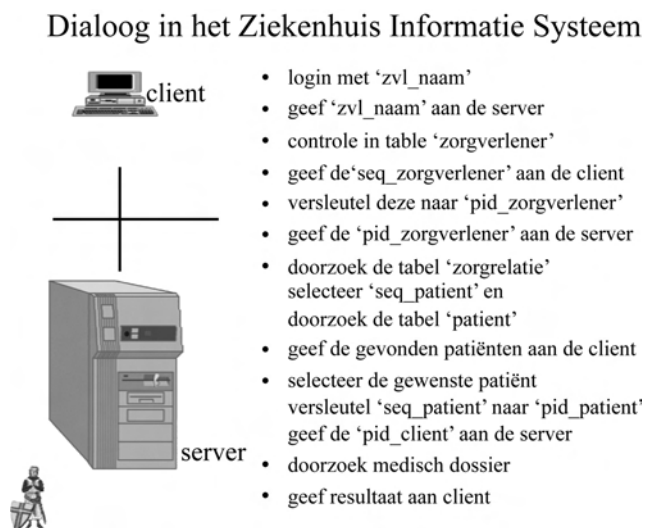 Dialoog in het Ziekenhuis Informatie Systeem
client
• login met ‘zvl_naam’
• geef ‘zvl_naam’ aan de server
• controle in table ‘zorgverlener’
• geef de‘seq_zorgverlener’ aan de client
• versleutel deze naar ‘pid_zorgverlener’
• geef de ‘pid_zorgverlener’ aan de server
• doorzoek de tabel ‘zorgrelatie’
selecteer ‘seq_patient’ en
doorzoek de tabel ‘patient’
• geef de gevonden patiënten aan de client
• selecteer de gewenste patiënt
versleutel ‘seq_patient’ naar ‘pid_patient’
geef de ‘pid_client’ aan de server
• doorzoek medisch dossier
• geef resultaat aan client
server